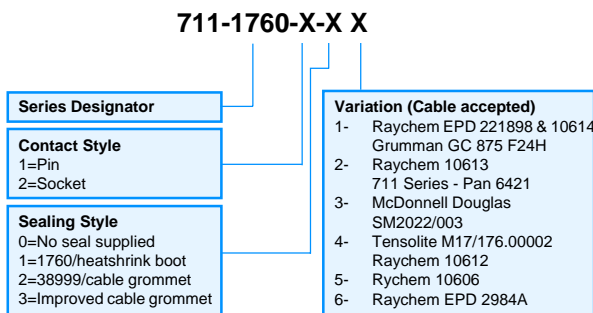 711-1760-X-X X
Series Designator
Contact Style
1=Pin
2=Socket
Sealing Style
0=No seal supplied
1=1760/heatshrink boot
2=38999/cable grommet
3=Improved cable grommet
Variation (Cable accepted)
1- Raychem EPD 221898 & 10614
Grumman GC 875 F24H
2- Raychem 10613
711 Series - Pan 6421
3- McDonnell Douglas
SM2022/003
4- Tensolite M17/176.00002
Raychem 10612
5- Rychem 10606
6- Raychem EPD 2984A